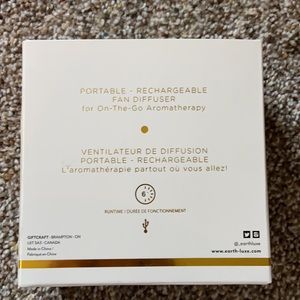 PORTABLE - RECHARGEABLE
FAN DIFFUSER
for On-The-Go Aromatherapy
VENTILATEUR DE DIFFUSION
PORTABLE - RECHARGEABLE
L'aromathérapie partout où vous allez!
6
RUNTIME / DURÉE DE FONCTIONNEMENT
GIFTCRAFT - BRAMPTON - ON
L6T 5A3 - CANADA
Made in China /
Fabriqué en Chine
@_earthluxe
www.earth-luxe.com